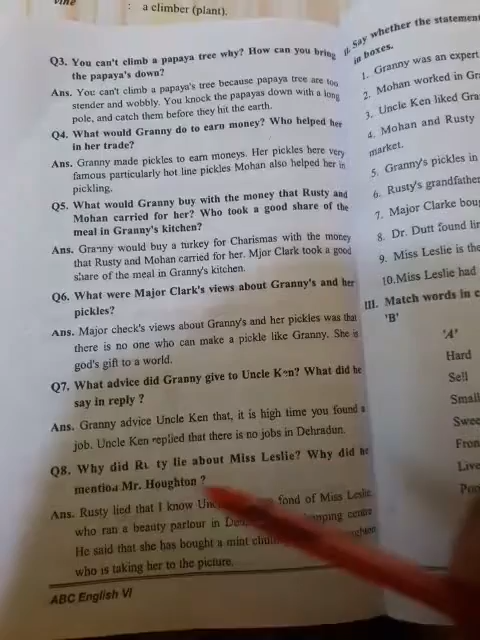 vine : a climber (plant).
Q3. You can't climb a papaya tree why? How can you bring
the papaya's down?
Ans. You can't climb a papaya's tree because papaya tree are too
stender and wobbly. You knock the papayas down with a long
pole, and catch them before they hit the earth.
Q4. What would Granny do to earn money? Who helped her
in her trade?
Ans. Granny made pickles to earn moneys. Her pickles here very
famous particularly hot line pickles Mohan also helped her in
pickling.
Q5. What would Granny buy with the money that Rusty and
Mohan carried for her? Who took a good share of the
meal in Granny's kitchen?
Ans. Granny would buy a turkey for Charismas with the money
that Rusty and Mohan carried for her. Mjor Clark took a good
share of the meal in Granny's kitchen.
Q6. What were Major Clark's views about Granny's and her
pickles?
Ans. Major check's views about Granny's and her pickles was that
there is no one who can make a pickle like Granny. She is
god's gift to a world.
Q7. What advice did Granny give to Uncle Ken? What did he
say in reply ?
Ans. Granny advice Uncle Ken that, it is high time you found a
job. Uncle Ken replied that there is no jobs in Dehradun.
Q8. Why did Ru ty lie about Miss Leslie? Why did he
mention Mr. Houghton ?
Ans. Rusty lied that I know fond of Miss Leslie
who ran a beauty parlour in
He said that she has bought a mint
who is taking her to the picture.
ABC English VI
II. Say whether the statement
in boxes.
1. Granny was an expert
2. Mohan worked in Gr
3. Uncle Ken liked Gra
4. Mohan and Rusty
market.
5. Granny's pickles in
6. Rusty's grandfather
7. Major Clarke bou
8. Dr. Dutt found
9. Miss Leslie is the
10. Miss Leslie had
III. Match words in c
'B'
'A'
Hard
Sell
Small
Swee
Fron
Live